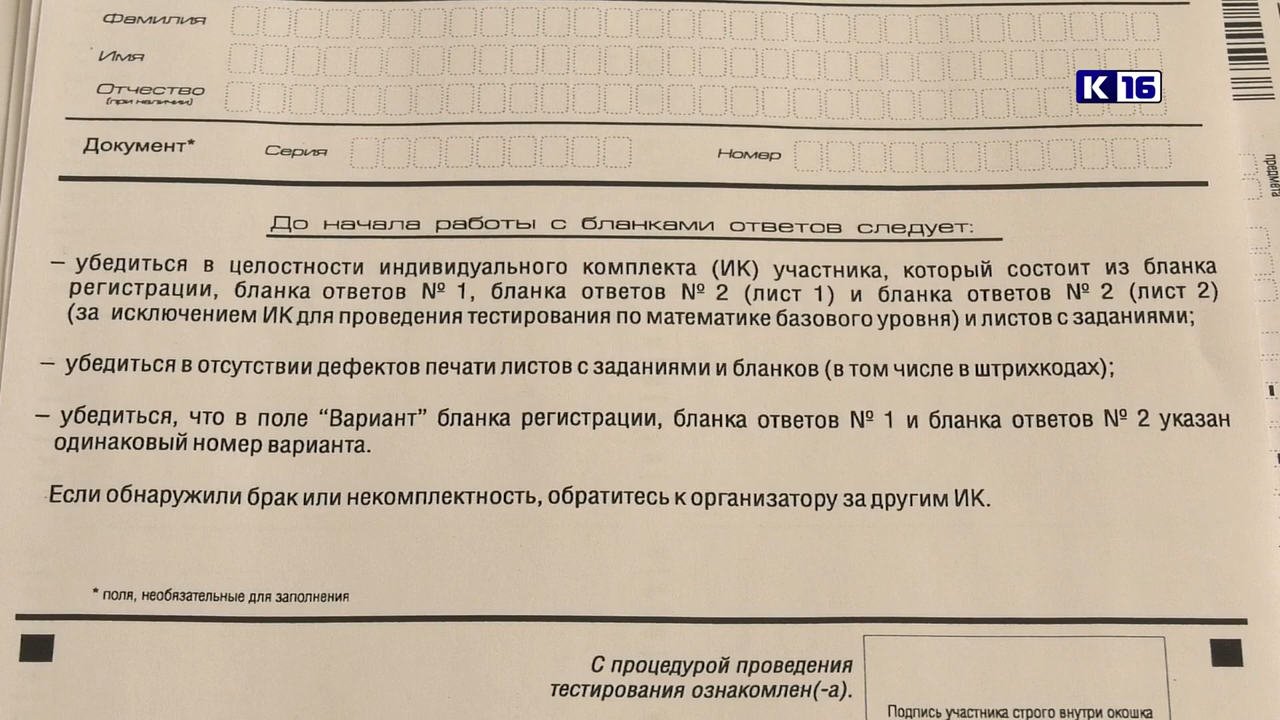 Фамилия
К 16
Имя
Отчество
(при наличии)
Документ* Серия Номер
предмета
До начала работы с бланками ответов следует:
– убедиться в целостности индивидуального комплекта (ИК) участника, который состоит из бланка
регистрации, бланка ответов № 1, бланка ответов № 2 (лист 1) и бланка ответов № 2 (лист 2)
(за исключением ИК для проведения тестирования по математике базового уровня) и листов с заданиями;
– убедиться в отсутствии дефектов печати листов с заданиями и бланков (в том числе в штрихкодах);
– убедиться, что в поле “Вариант” бланка регистрации, бланка ответов № 1 и бланка ответов № 2 указан
одинаковый номер варианта.
Если обнаружили брак или некомплектность, обратитесь к организатору за другим ИК.
* поля, необязательные для заполнения
С процедурой проведения
тестирования ознакомлен(-а).
Подпись участника строго внутри окошка